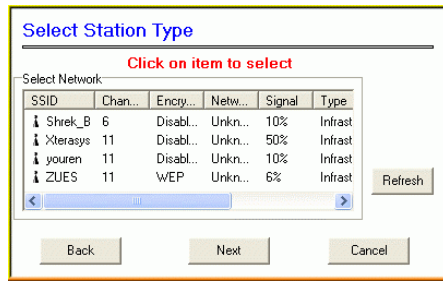 Select Station Type
Click on item to select
Select Network
SSID Chan... Encry... Netw... Signal Type
Shrek_B 6 Disabl... Unkn... 10% Infrast
Xterasys 11 Disabl... Unkn... 50% Infrast
youren 11 Disabl... Unkn... 10% Infrast
ZUES 11 WEP Unkn... 6% Infrast
Refresh
Back Next Cancel